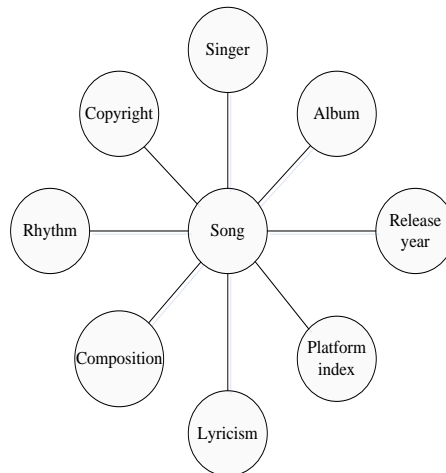 Singer
Copyright
Album
Rhythm
Song
Release
year
Composition
Platform
index
Lyricism